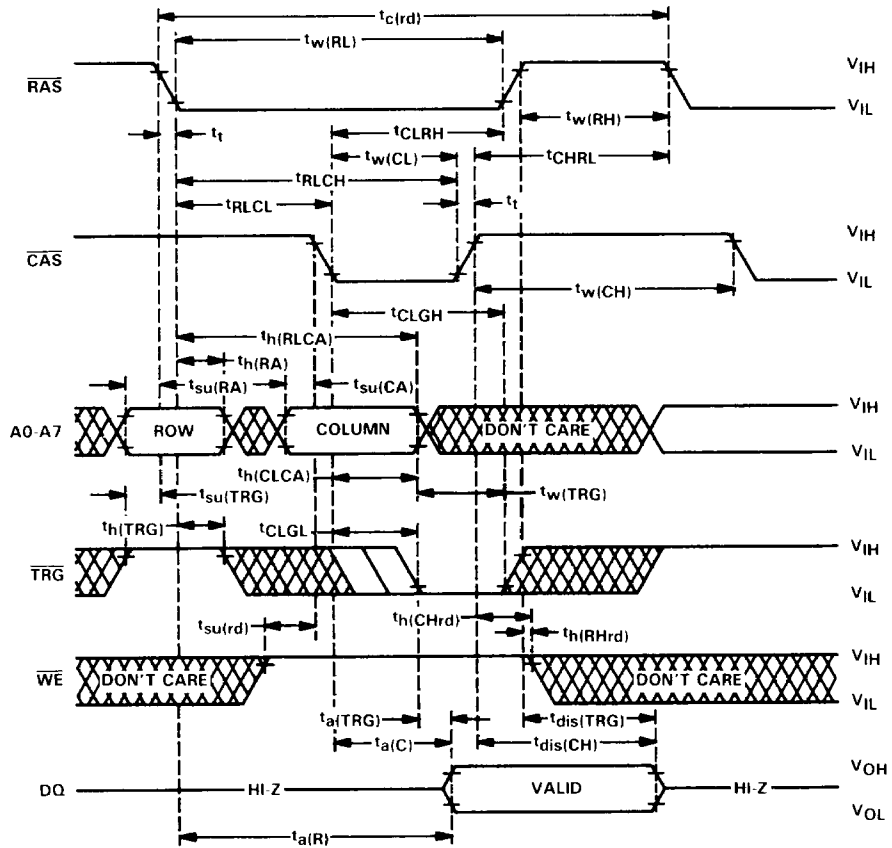 tc(rd)
tw(RL)
RAS
VIH
VIL
tt
tCLRH
tw(RH)
tw(CL)
tCHRL
tRLCH
tRLCL
tt
CAS
VIH
VIL
tw(CH)
tCLGH
th(RLCA)
th(RA)
tsu(RA)
tsu(CA)
A0-A7
ROW
COLUMN
DON'T CARE
VIH
VIL
th(CLCA)
tsu(TRG)
tw(TRG)
th(TRG)
tCLGL
TRG
VIH
VIL
tsu(rd)
th(CHrd)
th(RHrd)
WE
DON'T CARE
DON'T CARE
VIH
VIL
ta(TRG)
tdis(TRG)
ta(C)
tdis(CH)
DQ
HI-Z
VALID
HI-Z
VOH
VOL
ta(R)